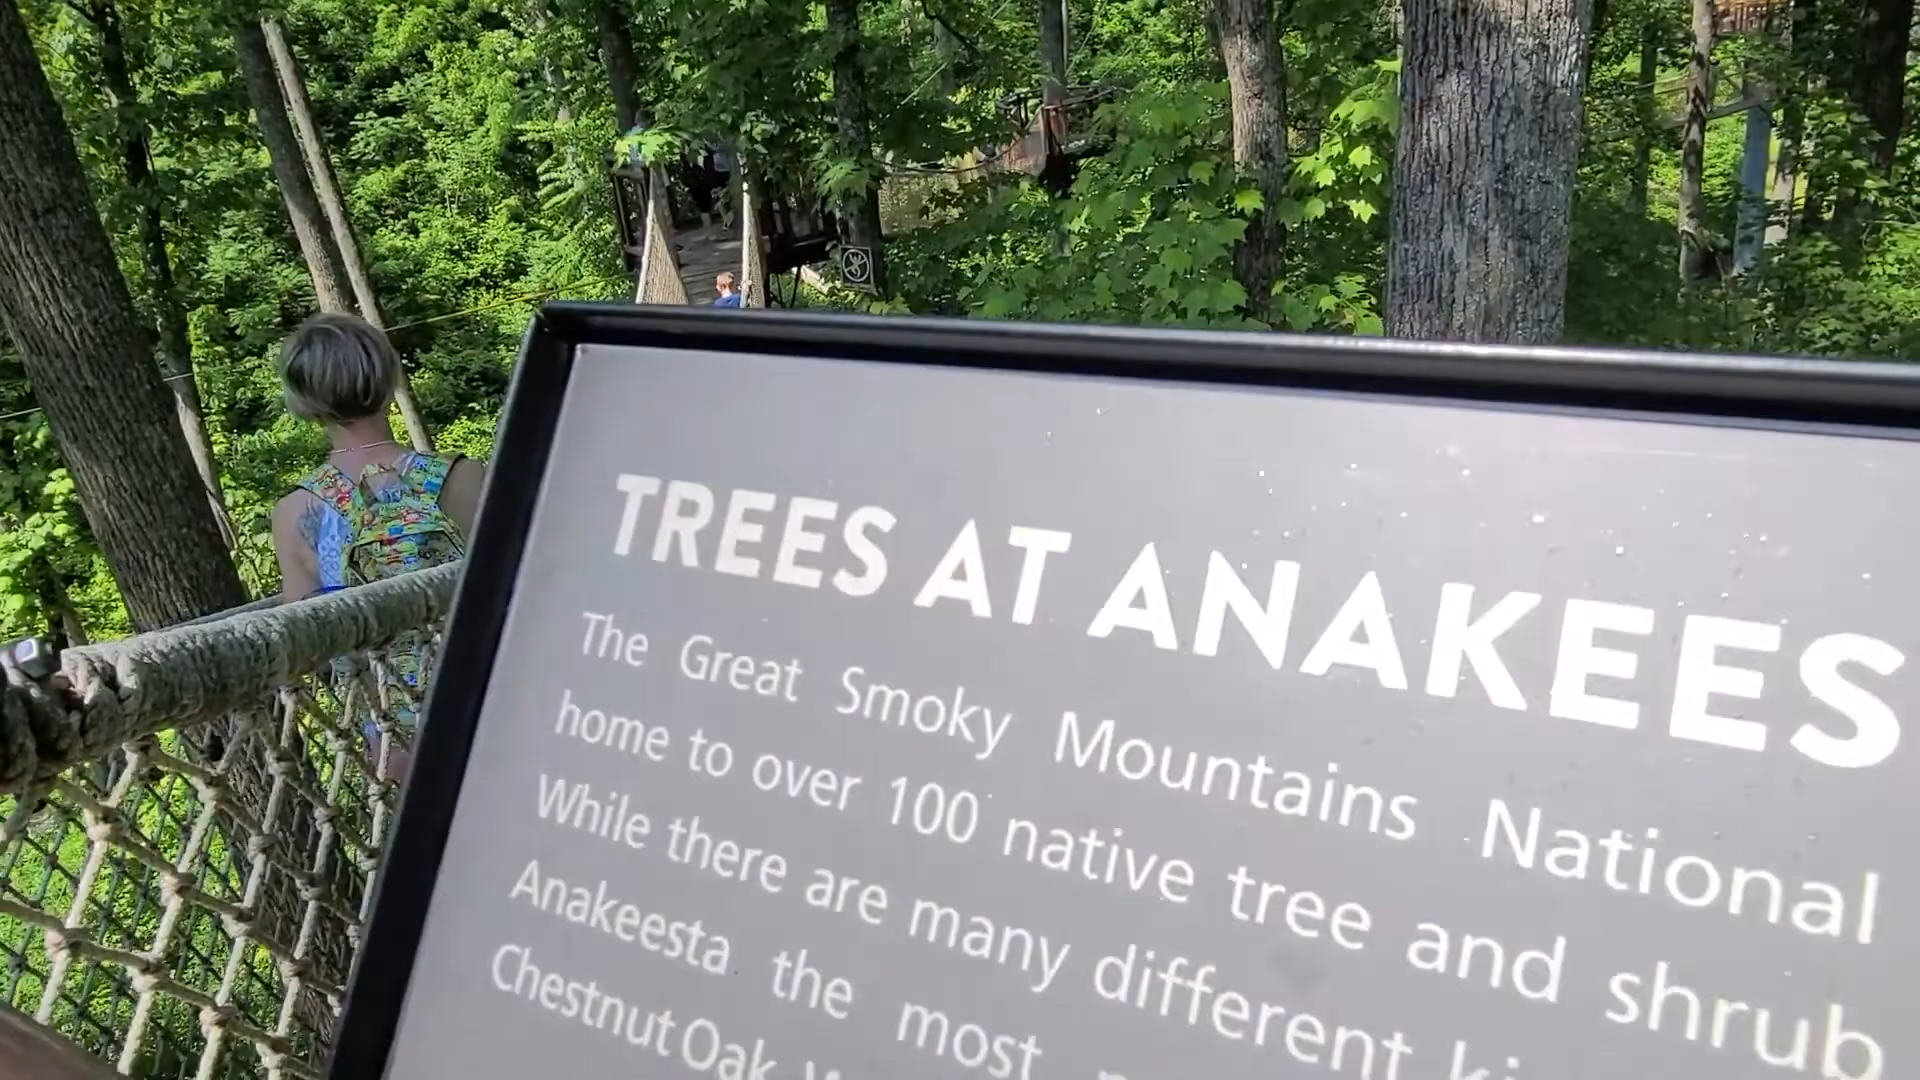 TREES AT ANAKEES
The Great Smoky Mountains National
home to over 100 native tree and shrub
While there are many different
Anakeesta the most
Chestnut Oak,